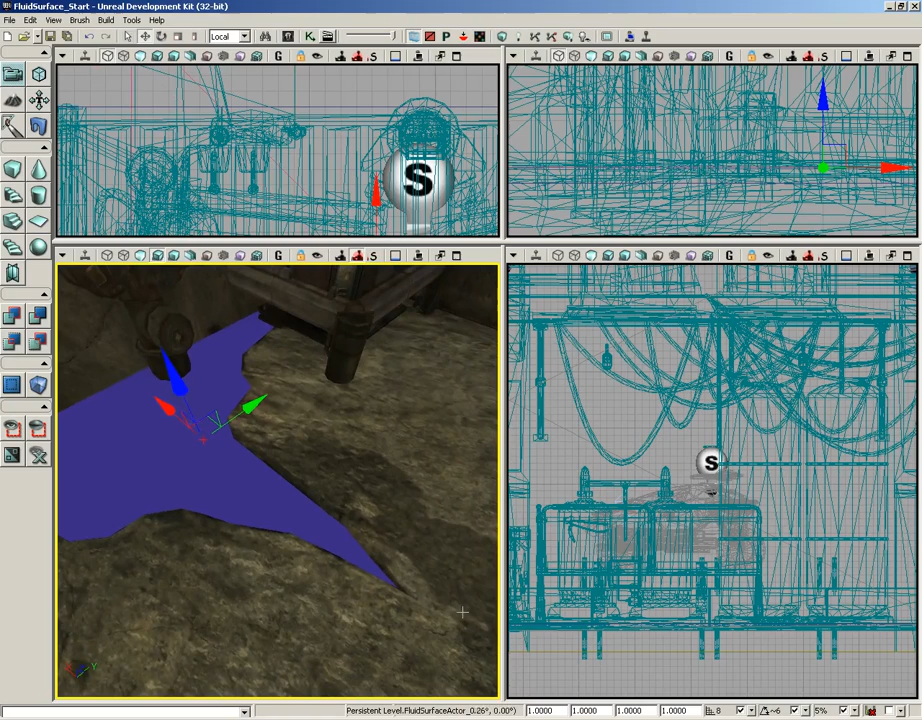 FluidSurface_Start - Unreal Development Kit (32-bit)
File Edit View Brush Build Tools Help
Local
K P S
G S
G S
S
G S
G S
Y
S
Persistent Level.FluidSurfaceActor_0.26°, 0.00°) 1.0000 1.0000 1.0000 1.0000 8 ~6 5%